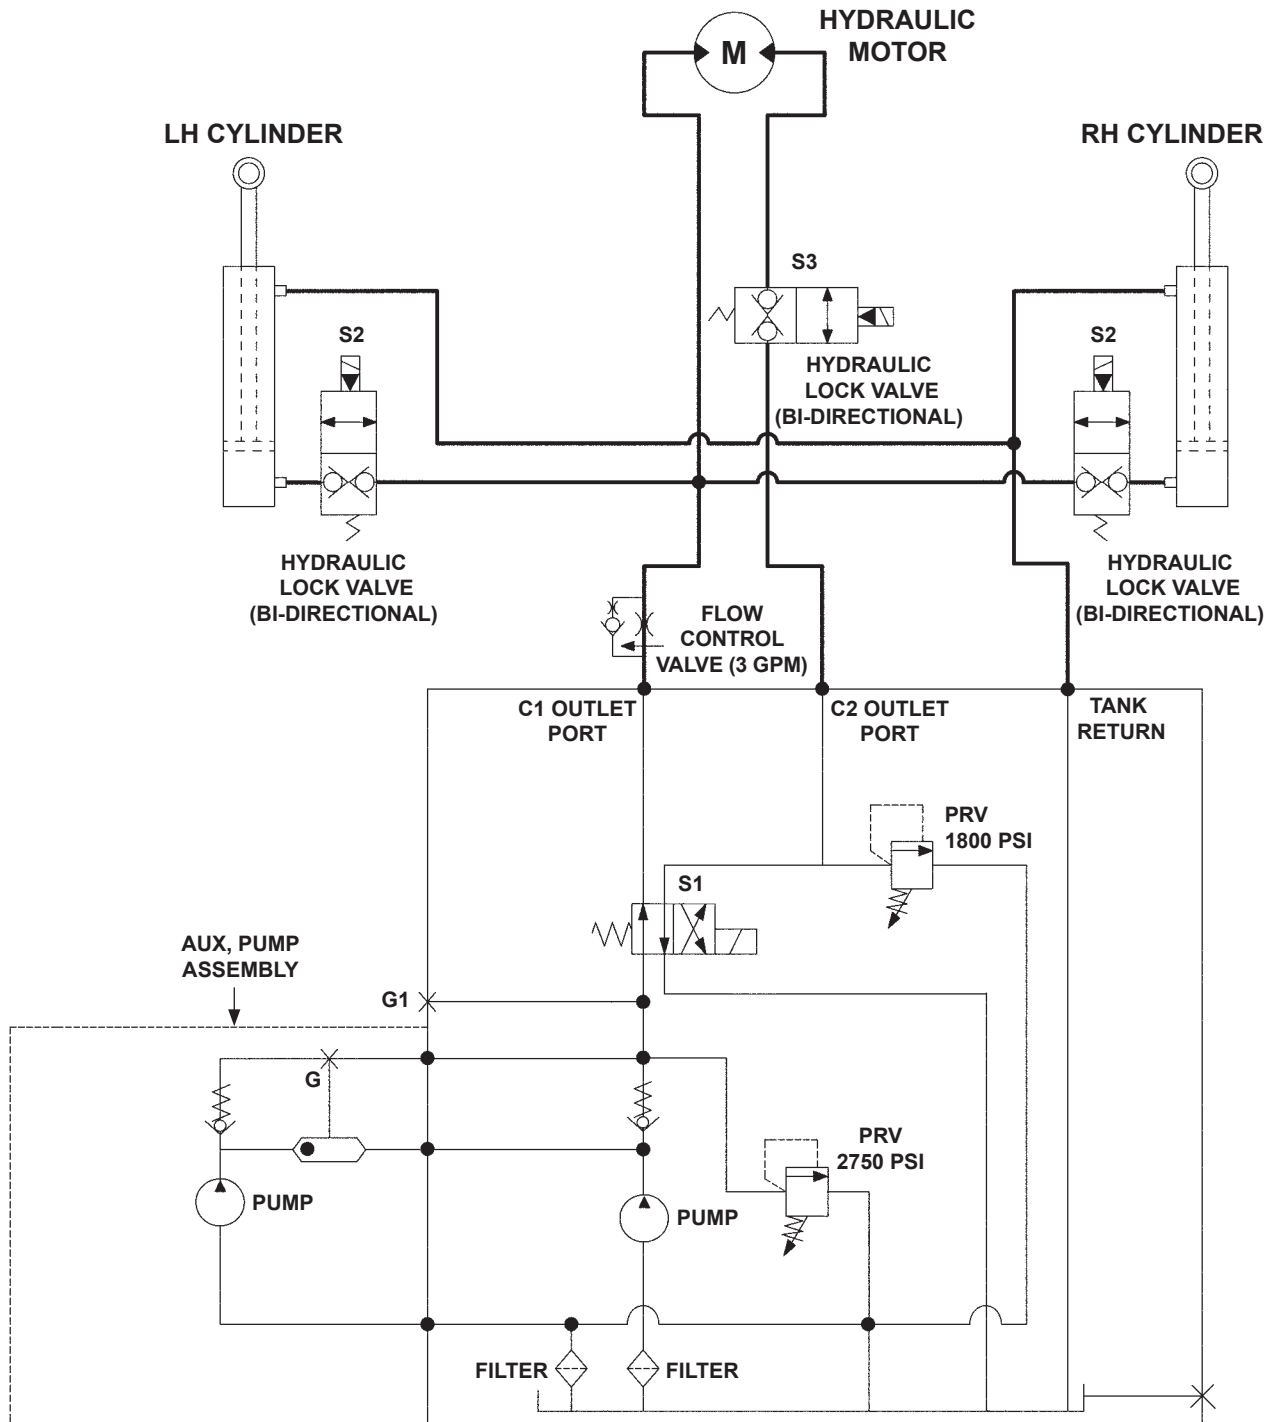 HYDRAULIC
MOTOR
M
LH CYLINDER
RH CYLINDER
S3
S2
S2
HYDRAULIC
LOCK VALVE
(BI-DIRECTIONAL)
HYDRAULIC
LOCK VALVE
(BI-DIRECTIONAL)
HYDRAULIC
LOCK VALVE
(BI-DIRECTIONAL)
FLOW
CONTROL
VALVE (3 GPM)
C1 OUTLET
PORT
C2 OUTLET
PORT
TANK
RETURN
PRV
1800 PSI
S1
AUX, PUMP
ASSEMBLY
G1
G
PRV
2750 PSI
PUMP
PUMP
FILTER
FILTER